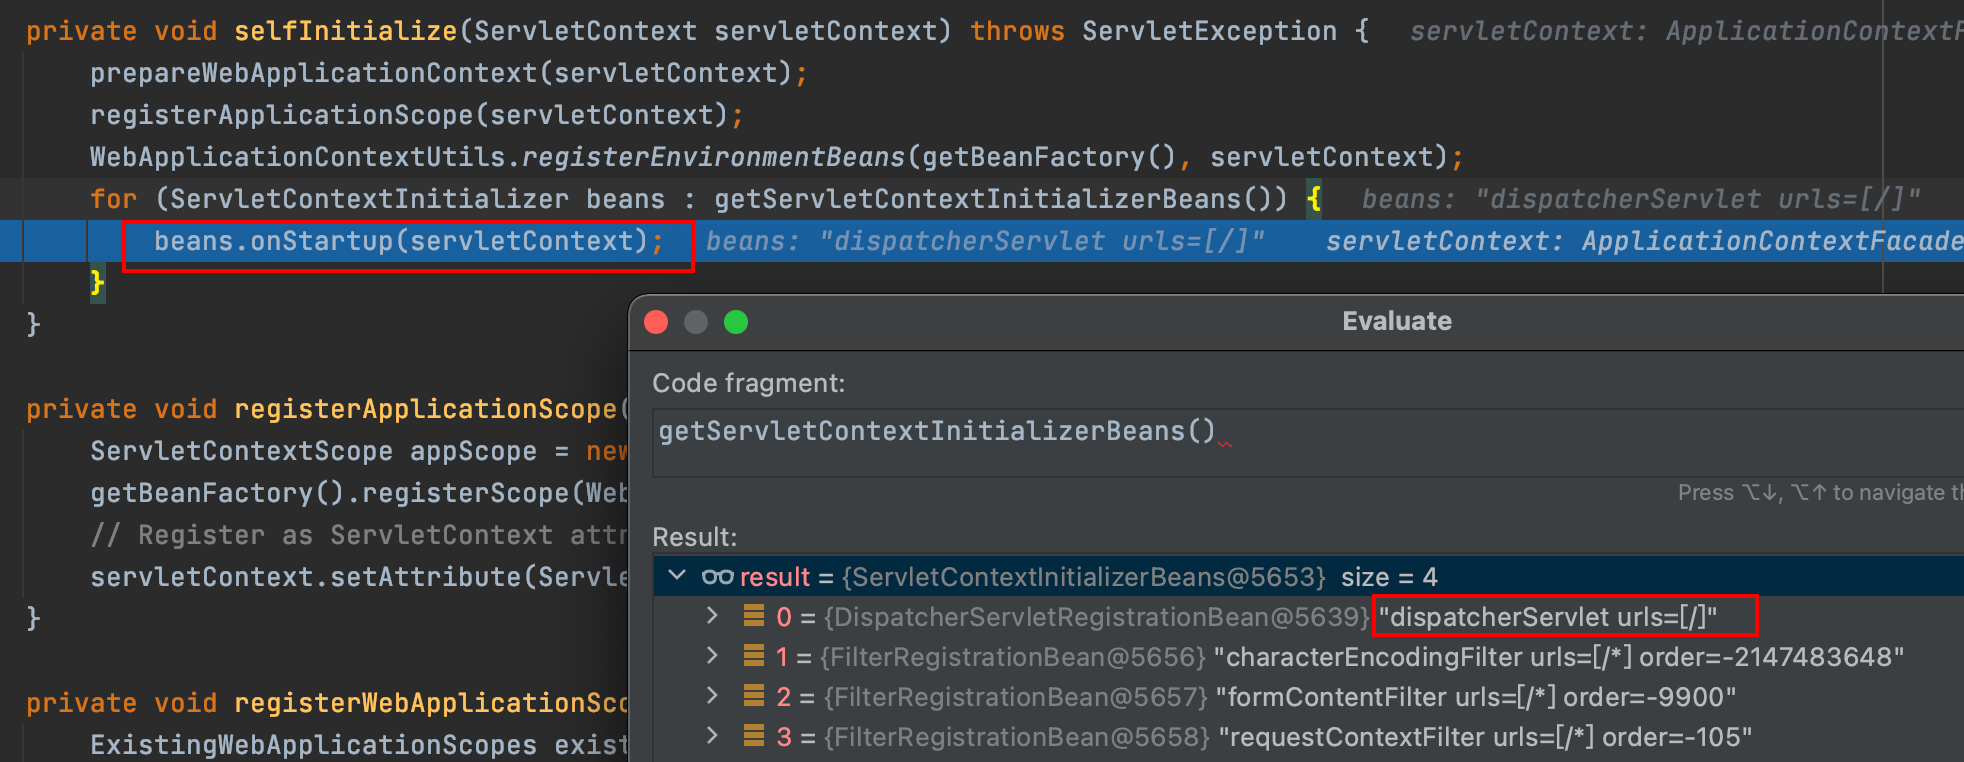 private void selfInitialize(ServletContext servletContext) throws ServletException {   servletContext: ApplicationContextF
    prepareWebApplicationContext(servletContext);
    registerApplicationScope(servletContext);
    WebApplicationContextUtils.registerEnvironmentBeans(getBeanFactory(), servletContext);
    for (ServletContextInitializer beans : getServletContextInitializerBeans()) {   beans: "dispatcherServlet urls=[/]"
        beans.onStartup(servletContext);   beans: "dispatcherServlet urls=[/]"    servletContext: ApplicationContextFacade
    }
}
Evaluate
Code fragment:
getServletContextInitializerBeans()
Press ⌥↓, ⌥↑ to navigate th
Result:
result = {ServletContextInitializerBeans@5653}  size = 4
0 = {DispatcherServletRegistrationBean@5639} "dispatcherServlet urls=[/]"
1 = {FilterRegistrationBean@5656} "characterEncodingFilter urls=[/*] order=-2147483648"
2 = {FilterRegistrationBean@5657} "formContentFilter urls=[/*] order=-9900"
3 = {FilterRegistrationBean@5658} "requestContextFilter urls=[/*] order=-105"
private void registerApplicationScope(
    ServletContextScope appScope = new
    getBeanFactory().registerScope(Web
    // Register as ServletContext attr
    servletContext.setAttribute(Servle
}
private void registerWebApplicationSco
    ExistingWebApplicationScopes exist